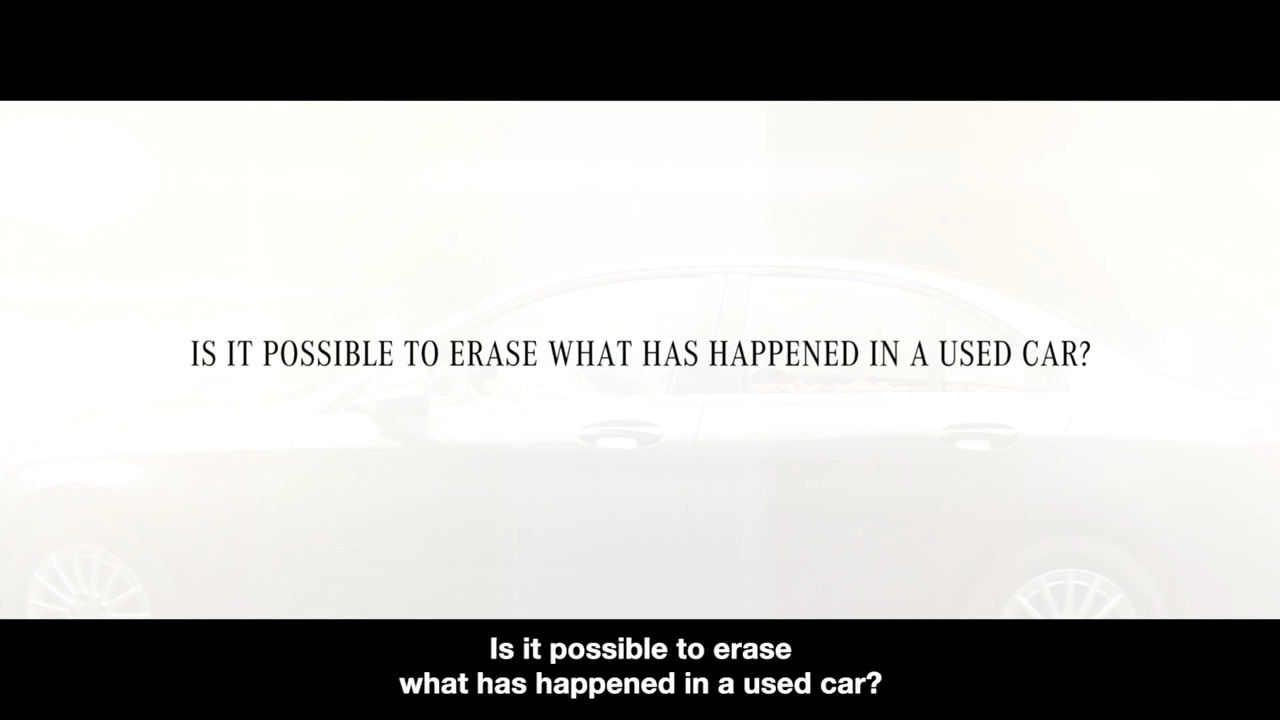 IS IT POSSIBLE TO ERASE WHAT HAS HAPPENED IN A USED CAR?
Is it possible to erase
what has happened in a used car?